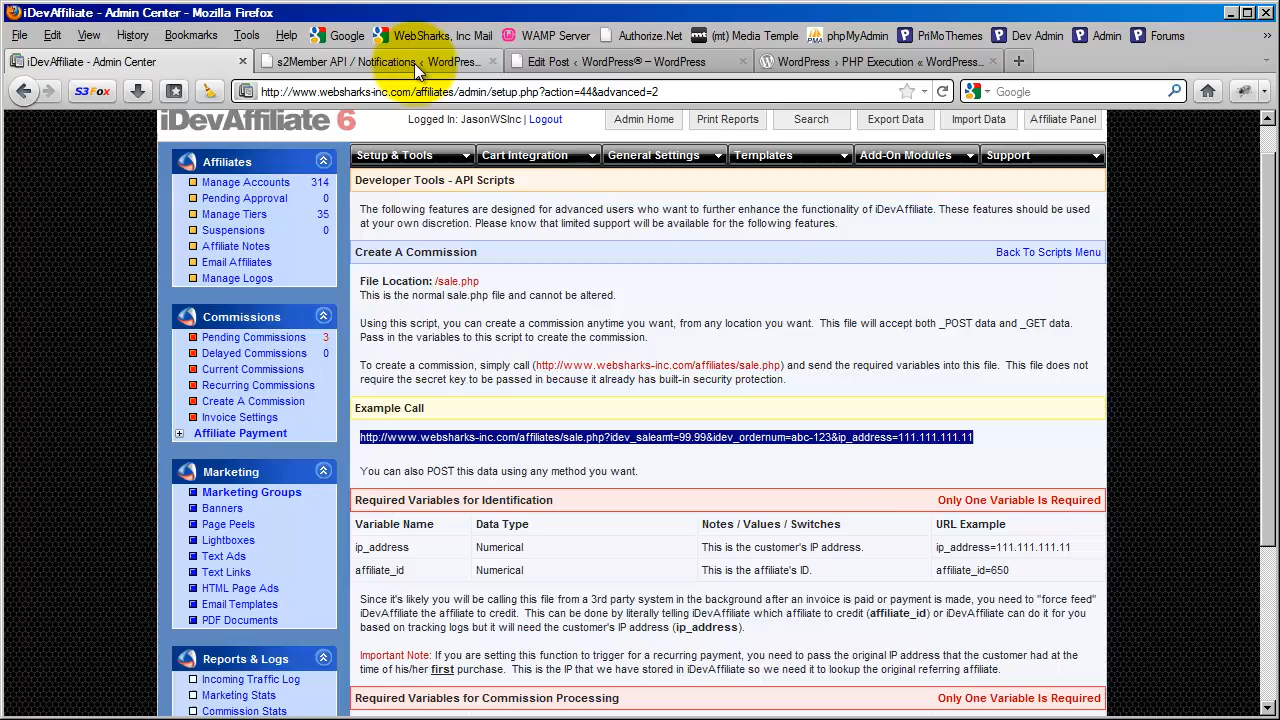 iDevAffiliate - Admin Center - Mozilla Firefox
File Edit View History Bookmarks Tools Help Google WebSharks, Inc Mail WAMP Server Authorize.Net (mt) Media Temple phpMyAdmin PriMoThemes Dev Admin Admin Forums
iDevAffiliate - Admin Center s2Member API / Notifications ‹ WordPres... Edit Post ‹ WordPress® – WordPress WordPress › PHP Execution « WordPress...
S3Fox http://www.websharks-inc.com/affiliates/admin/setup.php?action=44&advanced=2 Google
iDevAffiliate 6 Logged In: JasonWSInc | Logout Admin Home Print Reports Search Export Data Import Data Affiliate Panel
Setup & Tools Cart Integration General Settings Templates Add-On Modules Support
Affiliates
Manage Accounts 314
Pending Approval 0
Manage Tiers 35
Suspensions 0
Affiliate Notes
Email Affiliates
Manage Logos
Commissions
Pending Commissions 3
Delayed Commissions 0
Current Commissions
Recurring Commissions
Create A Commission
Invoice Settings
Affiliate Payment
Marketing
Marketing Groups
Banners
Page Peels
Lightboxes
Text Ads
Text Links
HTML Page Ads
Email Templates
PDF Documents
Reports & Logs
Incoming Traffic Log
Marketing Stats
Commission Stats
Developer Tools - API Scripts
The following features are designed for advanced users who want to further enhance the functionality of iDevAffiliate. These features should be used
at your own discretion. Please know that limited support will be available for the following features.
Create A Commission Back To Scripts Menu
File Location: /sale.php
This is the normal sale.php file and cannot be altered.
Using this script, you can create a commission anytime you want, from any location you want. This file will accept both _POST data and _GET data.
Pass in the variables to this script to create the commission.
To create a commission, simply call (http://www.websharks-inc.com/affiliates/sale.php) and send the required variables into this file. This file does not
require the secret key to be passed in because it already has built-in security protection.
Example Call
http://www.websharks-inc.com/affiliates/sale.php?idev_saleamt=99.99&idev_ordernum=abc-123&ip_address=111.111.111.11
You can also POST this data using any method you want.
Required Variables for Identification Only One Variable Is Required
Variable Name Data Type Notes / Values / Switches URL Example
ip_address Numerical This is the customer's IP address. ip_address=111.111.111.11
affiliate_id Numerical This is the affiliate's ID. affiliate_id=650
Since it's likely you will be calling this file from a 3rd party system in the background after an invoice is paid or payment is made, you need to "force feed"
iDevAffiliate the affiliate to credit. This can be done by literally telling iDevAffiliate which affiliate to credit (affiliate_id) or iDevAffiliate can do it for you
based on tracking logs but it will need the customer's IP address (ip_address).
Important Note: If you are setting this function to trigger for a recurring payment, you need to pass the original IP address that the customer had at the
time of his/her first purchase. This is the IP that we have stored in iDevAffiliate so we need it to lookup the original referring affiliate.
Required Variables for Commission Processing Only One Variable Is Required